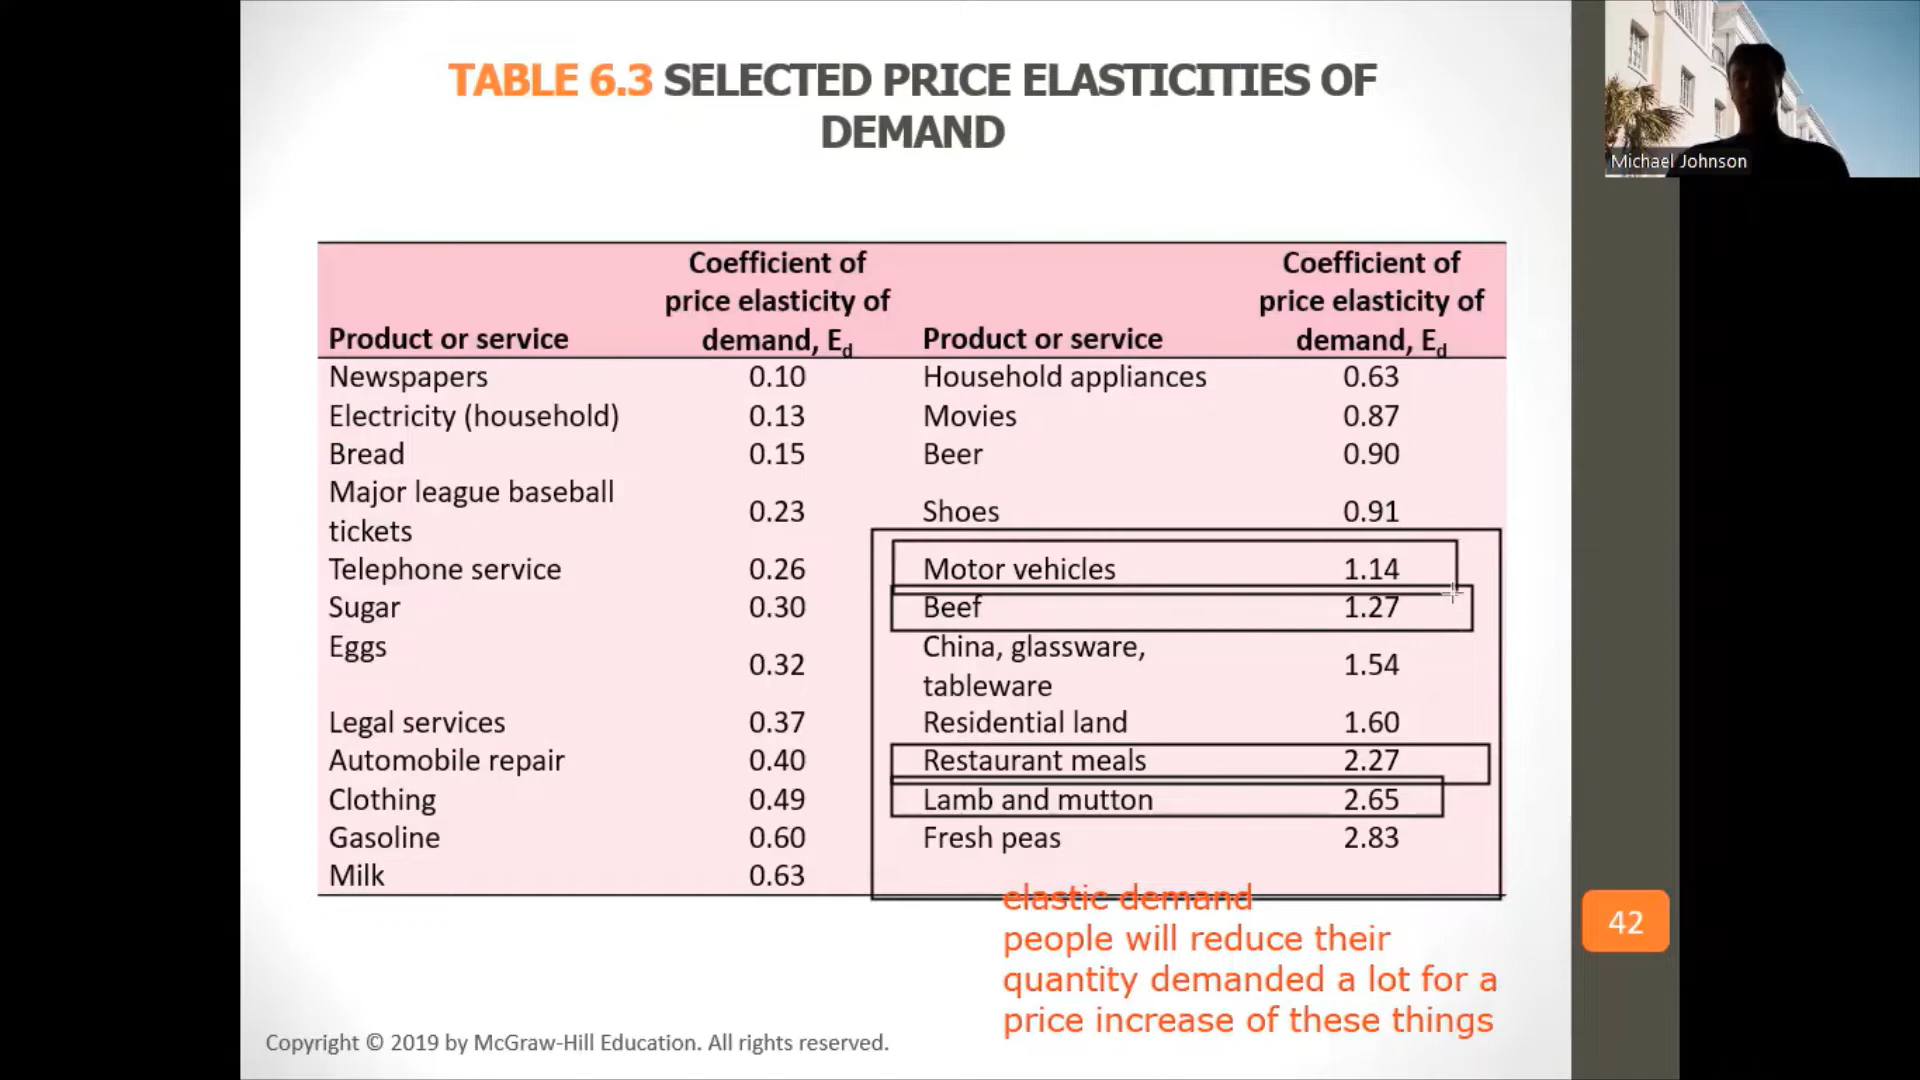 TABLE 6.3 SELECTED PRICE ELASTICITIES OF
DEMAND
Michael Johnson
Product or service
Coefficient of
price elasticity of
demand, Ed
Product or service
Coefficient of
price elasticity of
demand, Ed
Newspapers 0.10 Household appliances 0.63
Electricity (household) 0.13 Movies 0.87
Bread 0.15 Beer 0.90
Major league baseball
tickets 0.23 Shoes 0.91
Telephone service 0.26 Motor vehicles 1.14
Sugar 0.30 Beef 1.27
Eggs 0.32 China, glassware,
tableware 1.54
Legal services 0.37 Residential land 1.60
Automobile repair 0.40 Restaurant meals 2.27
Clothing 0.49 Lamb and mutton 2.65
Gasoline 0.60 Fresh peas 2.83
Milk 0.63
elastic demand
people will reduce their
quantity demanded a lot for a
price increase of these things
42
Copyright © 2019 by McGraw-Hill Education. All rights reserved.